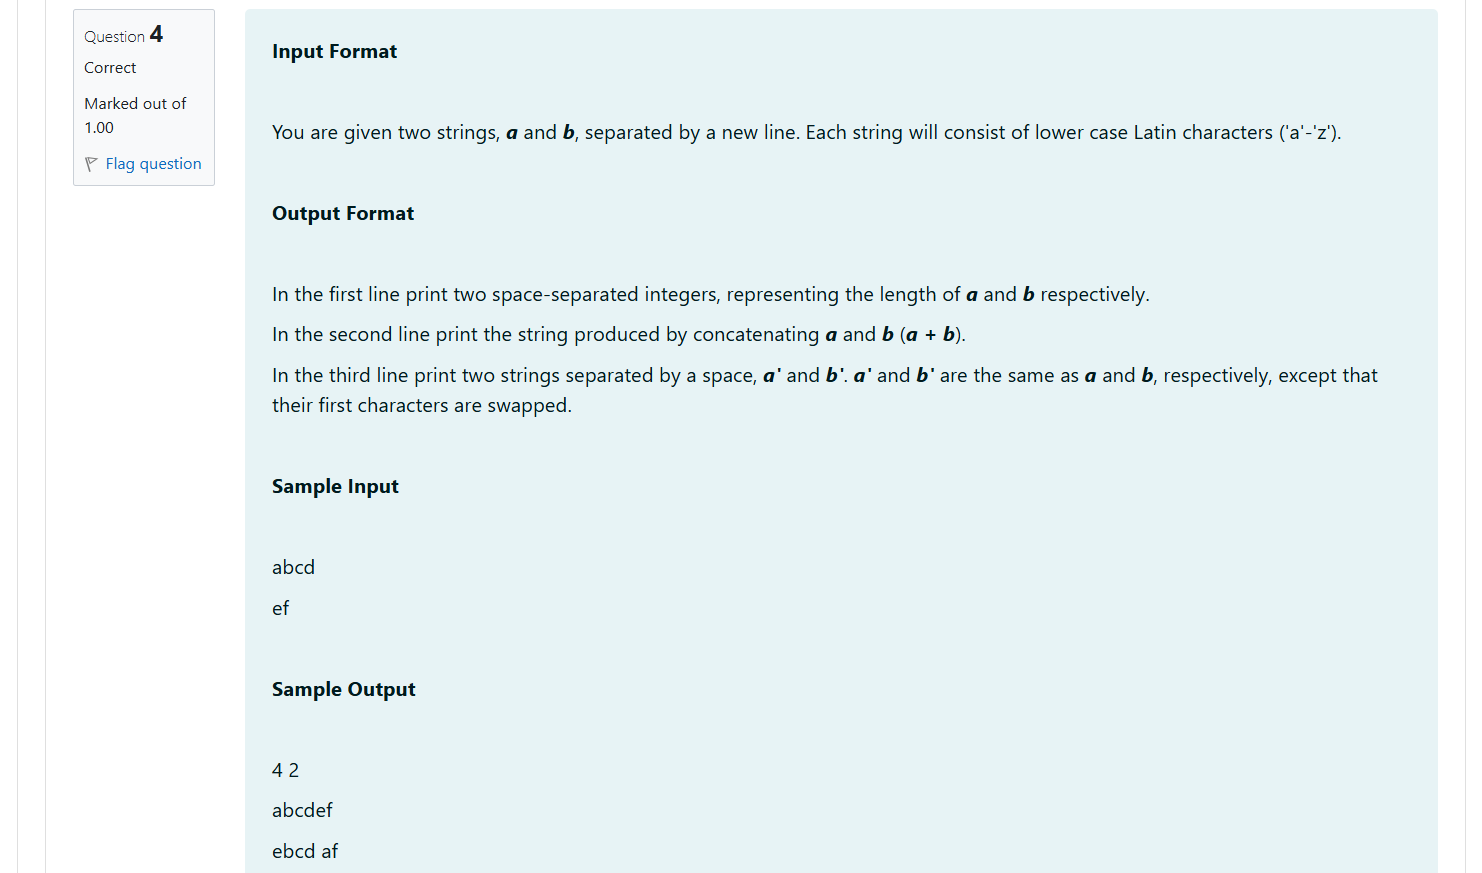 Question 4
Correct
Marked out of
1.00
Flag question
Input Format
You are given two strings, a and b, separated by a new line. Each string will consist of lower case Latin characters ('a'-'z').
Output Format
In the first line print two space-separated integers, representing the length of a and b respectively.
In the second line print the string produced by concatenating a and b (a + b).
In the third line print two strings separated by a space, a' and b'. a' and b' are the same as a and b, respectively, except that
their first characters are swapped.
Sample Input
abcd
ef
Sample Output
4 2
abcdef
ebcd af